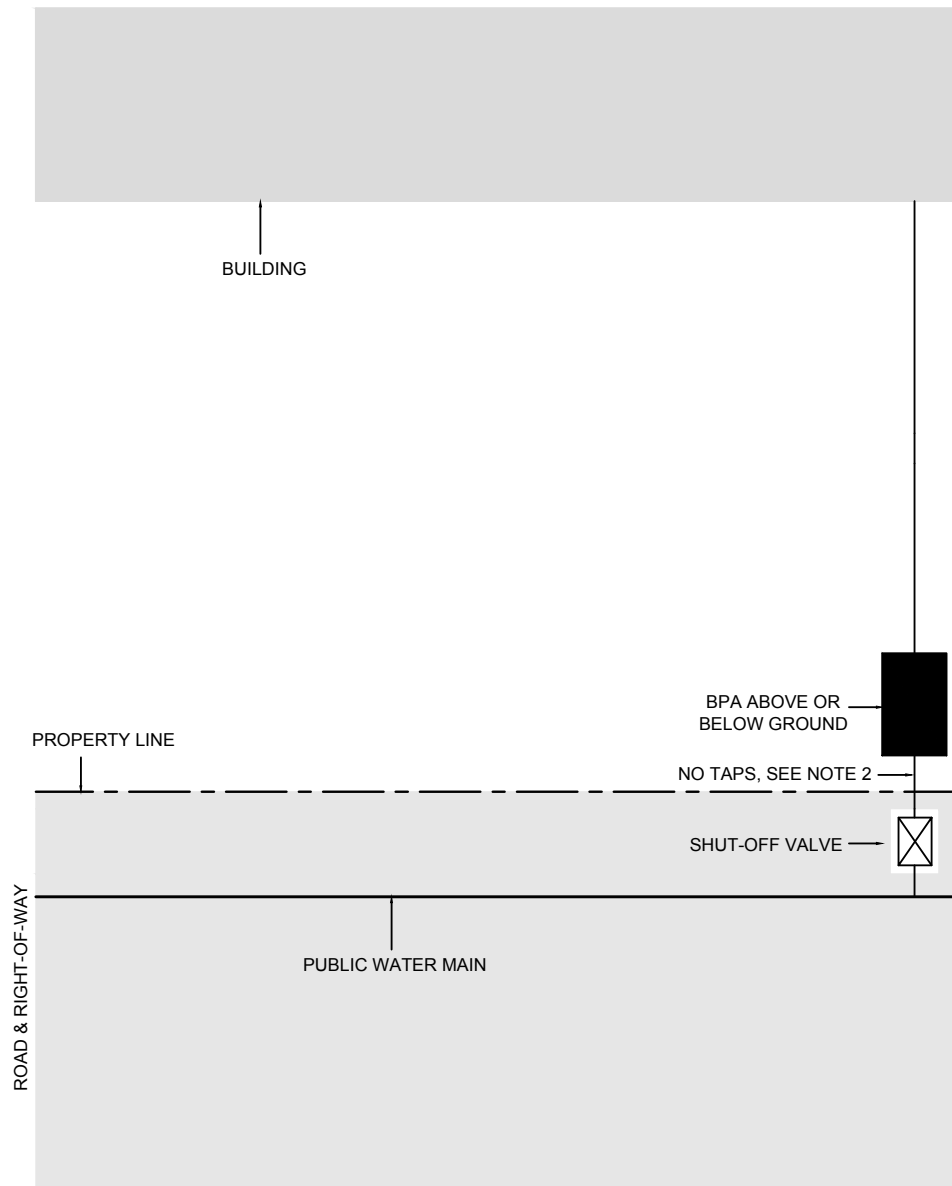 BUILDING
BPA ABOVE OR
BELOW GROUND
PROPERTY LINE
NO TAPS, SEE NOTE 2
SHUT-OFF VALVE
PUBLIC WATER MAIN
ROAD & RIGHT-OF-WAY